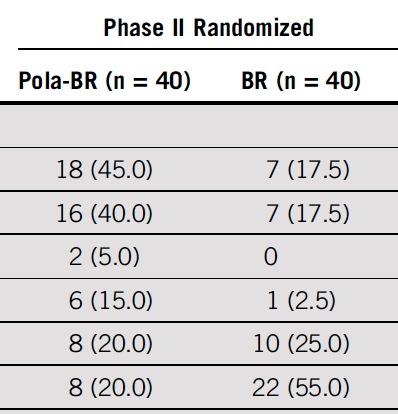 Phase II Randomized
Pola-BR (n = 40) BR (n = 40)
18 (45.0) 7 (17.5)
16 (40.0) 7 (17.5)
2 (5.0) 0
6 (15.0) 1 (2.5)
8 (20.0) 10 (25.0)
8 (20.0) 22 (55.0)